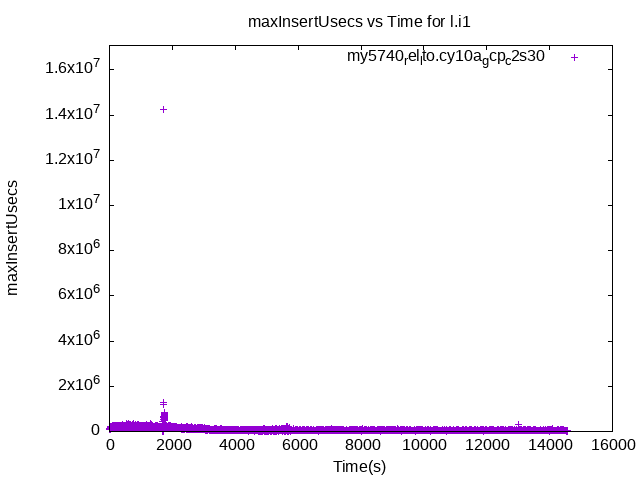 maxInsertUsecs vs Time for l.i1
my5740_rel_lto.cy10a_gcp_c2s30
1.6x10^7
1.4x10^7
1.2x10^7
1x10^7
8x10^6
6x10^6
4x10^6
2x10^6
0
maxInsertUsecs
0 2000 4000 6000 8000 10000 12000 14000 16000
Time(s)